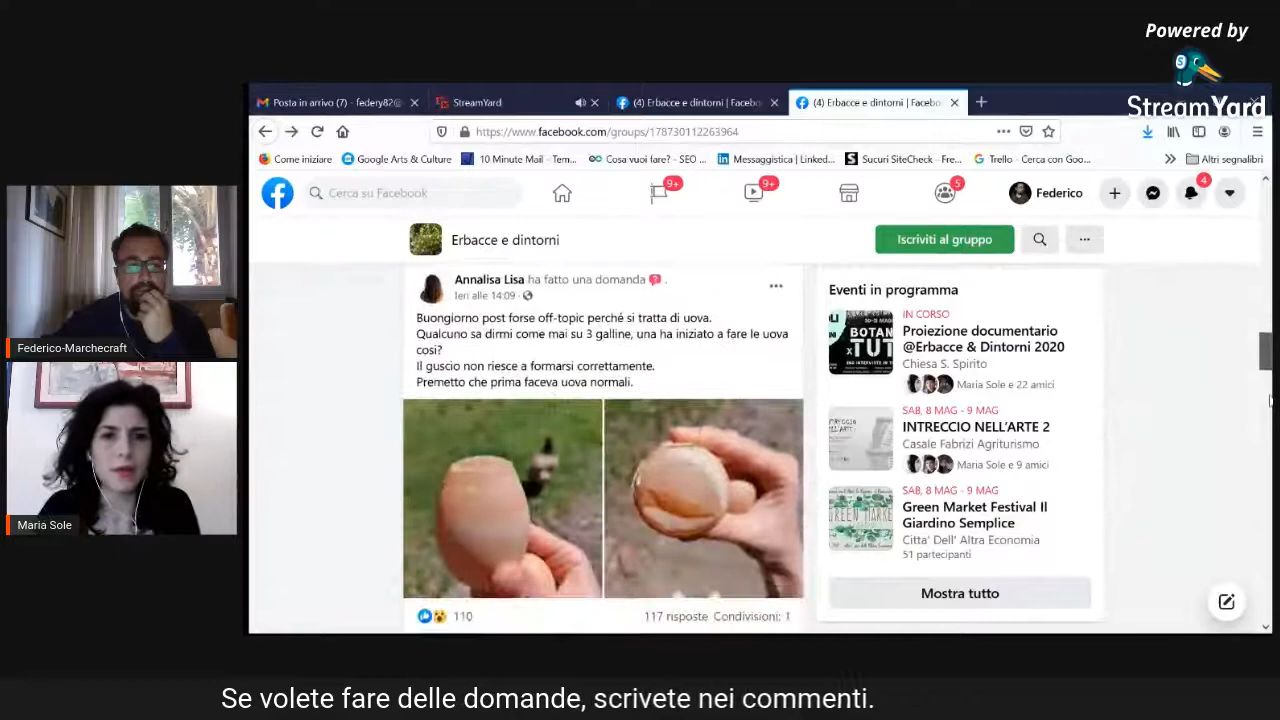 Powered by
StreamYard
Posta in arrivo (7) - federy82@
StreamYard
(4) Erbacce e dintorni | Facebo
(4) Erbacce e dintorni | Facebo
https://www.facebook.com/groups/178730112263964
Come iniziare
Google Arts & Culture
10 Minute Mail - Tem...
Cosa vuoi fare? - SEO ...
Messaggistica | Linked...
Sucuri SiteCheck - Fre...
Trello - Cerca con Goo...
Altri segnalibri
Cerca su Facebook
9+
9+
5
Federico
4
Erbacce e dintorni
Iscriviti al gruppo
Annalisa Lisa ha fatto una domanda
Ieri alle 14:09
Buongiorno post forse off-topic perché si tratta di uova.
Qualcuno sa dirmi come mai su 3 galline, una ha iniziato a fare le uova
così?
Il guscio non riesce a formarsi correttamente.
Premetto che prima faceva uova normali.
110
117 risposte Condivisioni: 1
Eventi in programma
IN CORSO
Proiezione documentario
@Erbacce & Dintorni 2020
Chiesa S. Spirito
Maria Sole e 22 amici
SAB, 8 MAG - 9 MAG
INTRECCIO NELL'ARTE 2
Casale Fabrizi Agriturismo
Maria Sole e 9 amici
SAB, 8 MAG - 9 MAG
Green Market Festival Il
Giardino Semplice
Citta' Dell' Altra Economia
51 partecipanti
Mostra tutto
BOTAN
GREEN MARKE
Federico-Marchecraft
Maria Sole
Se volete fare delle domande, scrivete nei commenti.